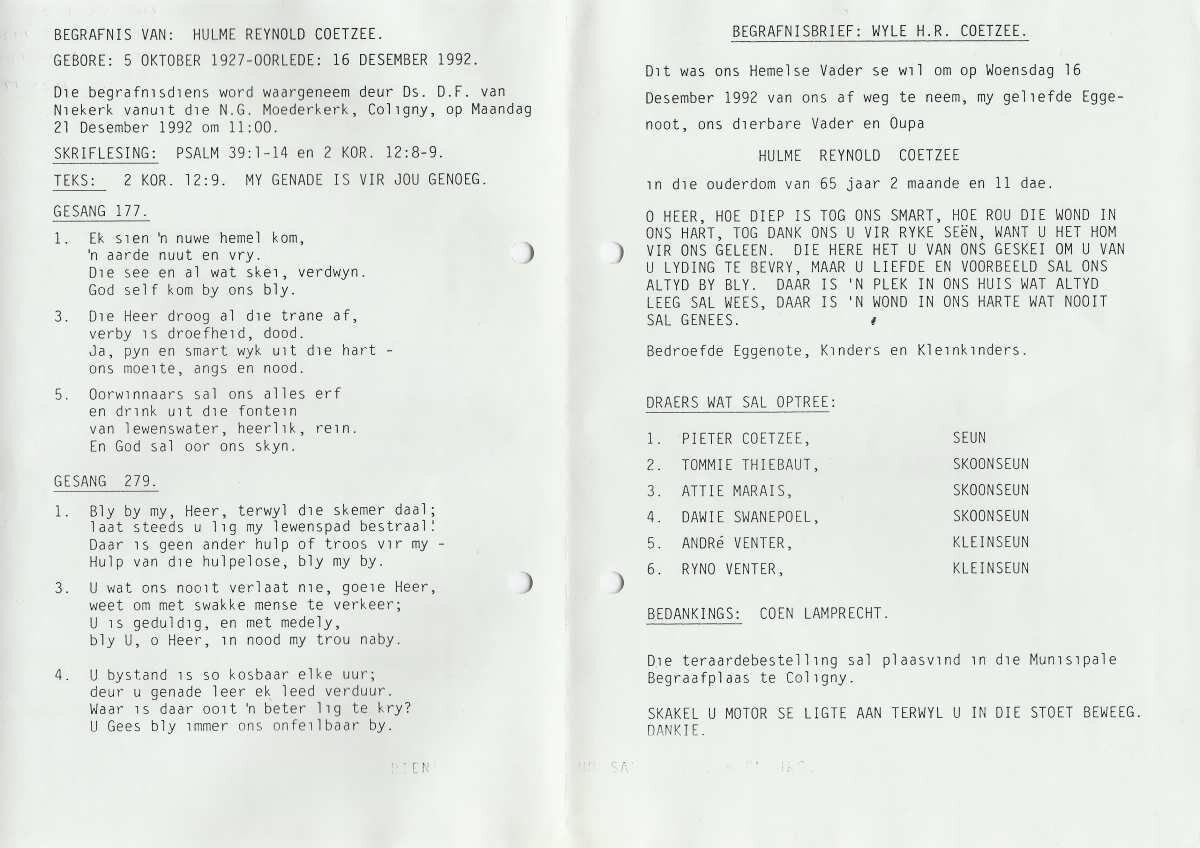 BEGRAFNIS VAN: HULME REYNOLD COETZEE.
GEBORE: 5 OKTOBER 1927-OORLEDE: 16 DESEMBER 1992.
Die begrafnisdiens word waargeneem deur Ds. D.F. van
Niekerk vanuit die N.G. Moederkerk, Coligny, op Maandag
21 Desember 1992 om 11:00.
SKRIFLESING: PSALM 39:1-14 en 2 KOR. 12:8-9.
TEKS: 2 KOR. 12:9. MY GENADE IS VIR JOU GENOEG.
GESANG 177.
1. Ek sien 'n nuwe hemel kom,
'n aarde nuut en vry.
Die see en al wat skei, verdwyn.
God self kom by ons bly.
3. Die Heer droog al die trane af,
verby is droefheid, dood.
Ja, pyn en smart wyk uit die hart -
ons moeite, angs en nood.
5. Oorwinnaars sal ons alles erf
en drink uit die fontein
van lewenswater, heerlik, rein.
En God sal oor ons skyn.
GESANG 279.
1. Bly by my, Heer, terwyl die skemer daal;
laat steeds u lig my lewenspad bestraal!
Daar is geen ander hulp of troos vir my -
Hulp van die hulpelose, bly my by.
3. U wat ons nooit verlaat nie, goeie Heer,
weet om met swakke mense te verkeer;
U is geduldig, en met medely,
bly U, o Heer, in nood my trou naby.
4. U bystand is so kosbaar elke uur;
deur u genade leer ek leed verduur.
Waar is daar ooit 'n beter lig te kry?
U Gees bly immer ons onfeilbaar by.
BEGRAFNISBRIEF: WYLE H.R. COETZEE.
Dit was ons Hemelse Vader se wil om op Woensdag 16
Desember 1992 van ons af weg te neem, my geliefde Egge-
noot, ons dierbare Vader en Oupa
HULME REYNOLD COETZEE
in die ouderdom van 65 jaar 2 maande en 11 dae.
O HEER, HOE DIEP IS TOG ONS SMART, HOE ROU DIE WOND IN
ONS HART, TOG DANK ONS U VIR RYKE SEëN, WANT U HET HOM
VIR ONS GELEEN. DIE HERE HET U VAN ONS GESKEI OM U VAN
U LYDING TE BEVRY, MAAR U LIEFDE EN VOORBEELD SAL ONS
ALTYD BY BLY. DAAR IS 'N PLEK IN ONS HUIS WAT ALTYD
LEEG SAL WEES, DAAR IS 'N WOND IN ONS HARTE WAT NOOIT
SAL GENEES.
Bedroefde Eggenote, Kinders en Kleinkinders.
DRAERS WAT SAL OPTREE:
1. PIETER COETZEE, SEUN
2. TOMMIE THIEBAUT, SKOONSEUN
3. ATTIE MARAIS, SKOONSEUN
4. DAWIE SWANEPOEL, SKOONSEUN
5. ANDRé VENTER, KLEINSEUN
6. RYNO VENTER, KLEINSEUN
BEDANKINGS: COEN LAMPRECHT.
Die teraardebestelling sal plaasvind in die Munisipale
Begraafplaas te Coligny.
SKAKEL U MOTOR SE LIGTE AAN TERWYL U IN DIE STOET BEWEEG.
DANKIE.